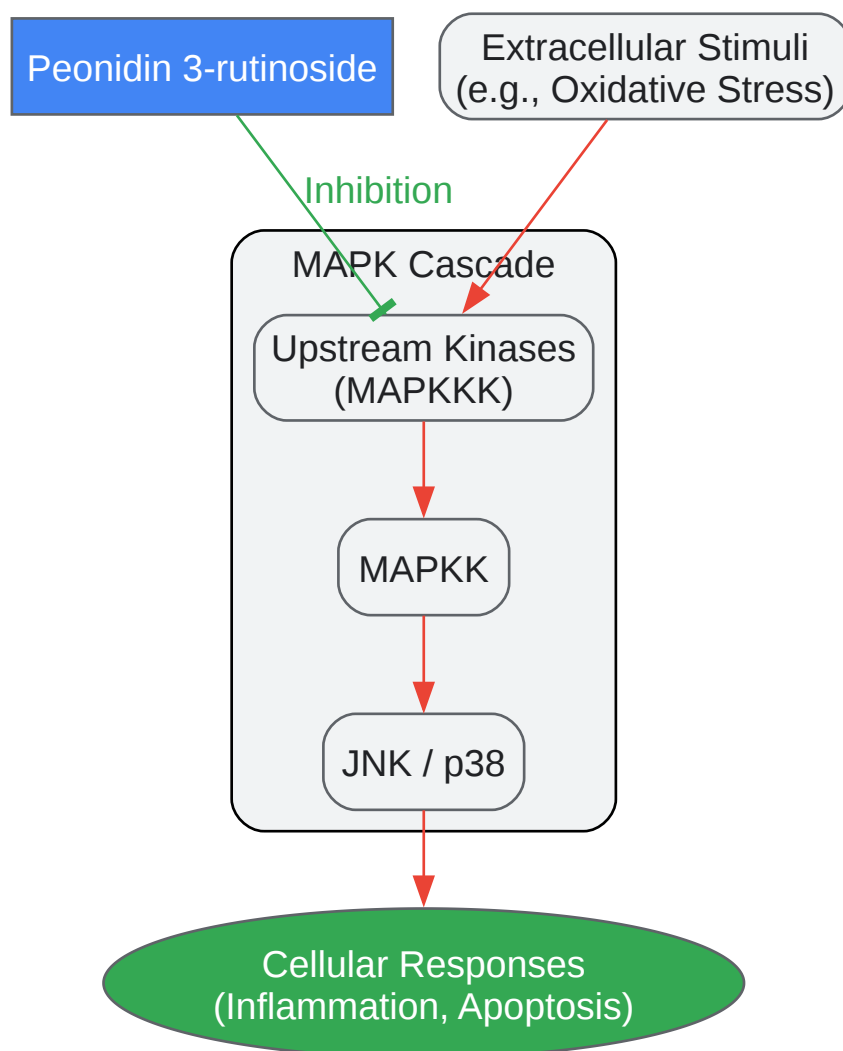 Peonidin 3-rutinoside
Extracellular Stimuli
(e.g., Oxidative Stress)
Inhibition
MAPK Cascade
Upstream Kinases
(MAPKKK)
MAPKK
JNK / p38
Cellular Responses
(Inflammation, Apoptosis)